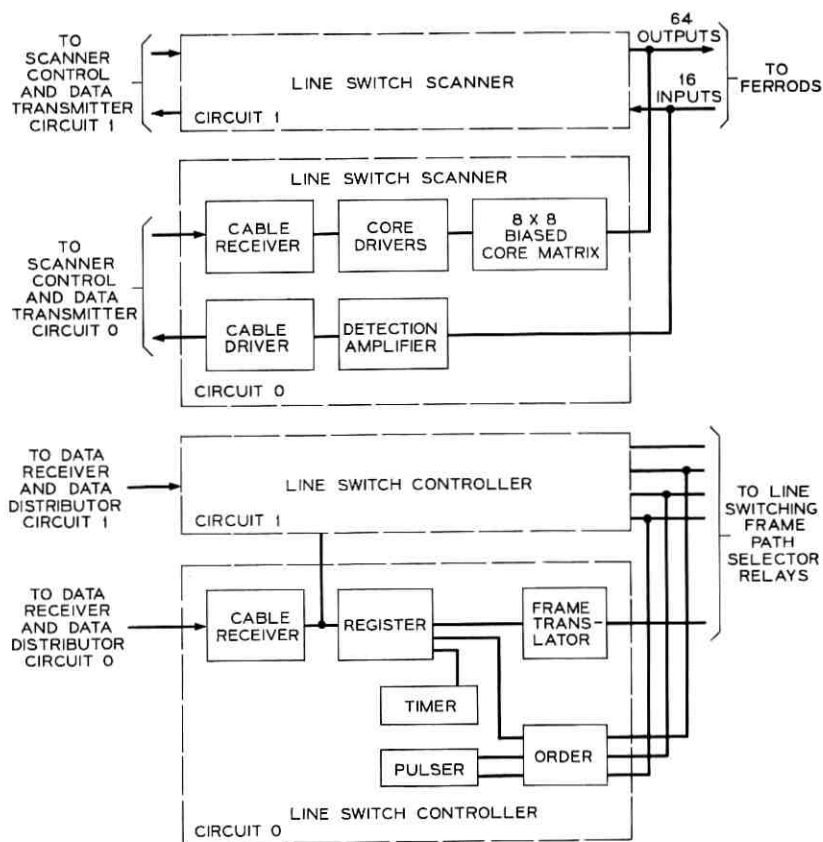 TO
SCANNER
CONTROL
AND DATA
TRANSMITTER
CIRCUIT 1
LINE SWITCH SCANNER
CIRCUIT 1
64
OUTPUTS
16
INPUTS
TO
FERRODS
LINE SWITCH SCANNER
TO
SCANNER
CONTROL
AND DATA
TRANSMITTER
CIRCUIT 0
CABLE
RECEIVER
CORE
DRIVERS
8 X 8
BIASED
CORE MATRIX
CABLE
DRIVER
DETECTION
AMPLIFIER
CIRCUIT 0
TO DATA
RECEIVER
AND DATA
DISTRIBUTOR
CIRCUIT 1
LINE SWITCH CONTROLLER
CIRCUIT 1
TO LINE
SWITCHING
FRAME
PATH
SELECTOR
RELAYS
TO DATA
RECEIVER
AND DATA
DISTRIBUTOR
CIRCUIT 0
CABLE
RECEIVER
REGISTER
FRAME
TRANS-
LATOR
TIMER
PULSER
ORDER
LINE SWITCH CONTROLLER
CIRCUIT 0